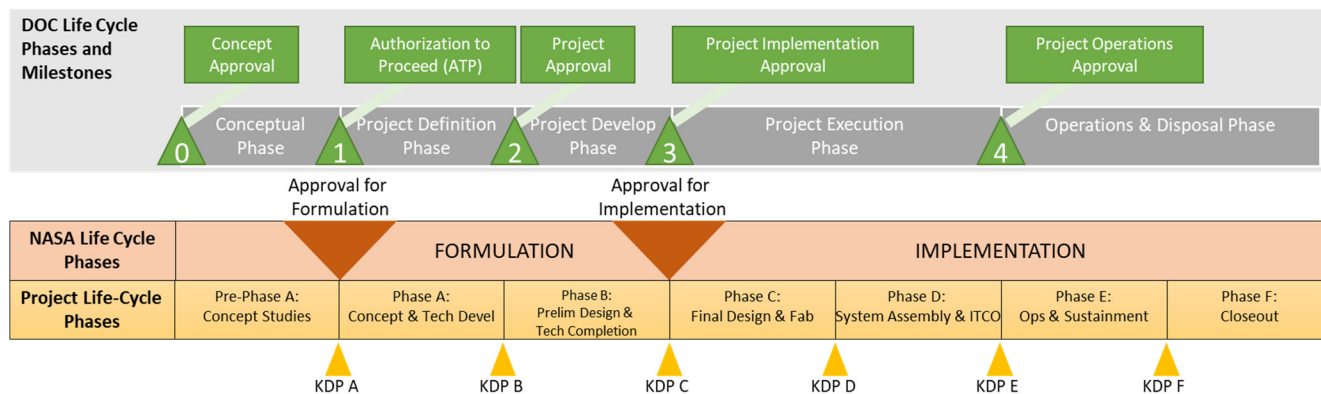 DOC Life Cycle
Phases and
Milestones
Concept
Approval
Authorization to
Proceed (ATP)
Project
Approval
Project Implementation
Approval
Project Operations
Approval
0
Conceptual
Phase
1
Project Definition
Phase
2
Project Develop
Phase
3
Project Execution
Phase
4
Operations & Disposal Phase
Approval for
Formulation
Approval for
Implementation
NASA Life Cycle
Phases
FORMULATION
IMPLEMENTATION
Project Life-Cycle
Phases
Pre-Phase A:
Concept Studies
Phase A:
Concept & Tech Devel
Phase B:
Prelim Design &
Tech Completion
Phase C:
Final Design & Fab
Phase D:
System Assembly & ITCO
Phase E:
Ops & Sustainment
Phase F:
Closeout
KDP A
KDP B
KDP C
KDP D
KDP E
KDP F